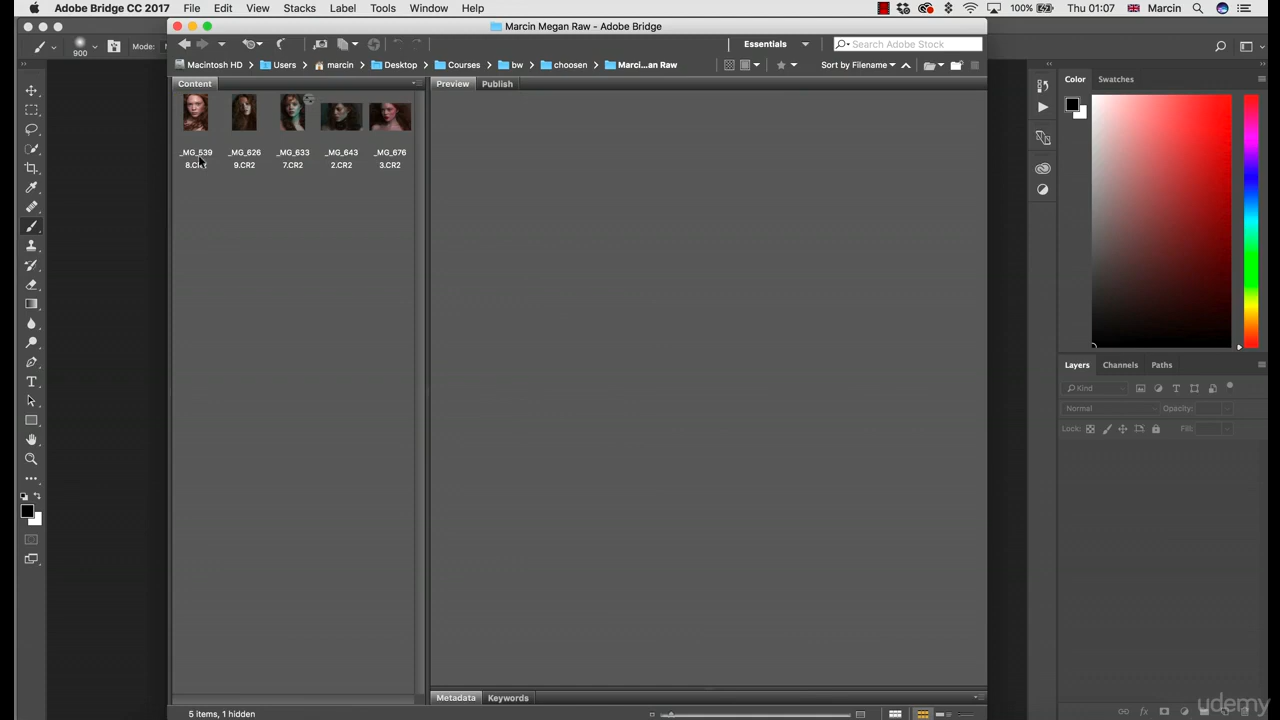 Adobe Bridge CC 2017 File Edit View Stacks Label Tools Window Help 100% Thu 01:07 Marcin
Marcin Megan Raw - Adobe Bridge
900 Mode: Essentials Search Adobe Stock
Macintosh HD Users marcin Desktop Courses bw choosen Marci...an Raw Sort by Filename
Content Preview Publish Color Swatches
_MG_539 _MG_626 _MG_633 _MG_643 _MG_676
8.CR2 9.CR2 7.CR2 2.CR2 3.CR2
Layers Channels Paths
Kind
Normal Opacity:
Lock: Fill:
Metadata Keywords
5 items, 1 hidden
udemy